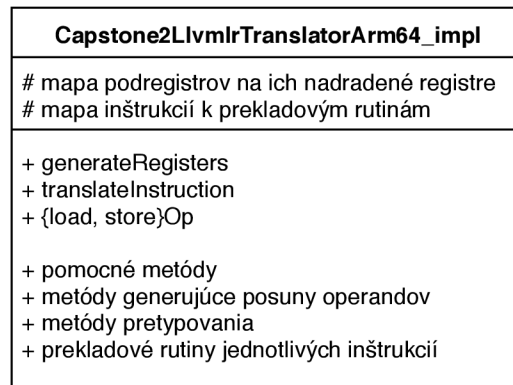 Capstone2LlvmIrTranslatorArm64_impl
# mapa podregistrov na ich nadradené registre
# mapa inštrukcií k prekladovým rutinám
+ generateRegisters
+ translateInstruction
+ {load, store}Op
+ pomocné metódy
+ metódy generujúce posuny operandov
+ metódy pretypovania
+ prekladové rutiny jednotlivých inštrukcií